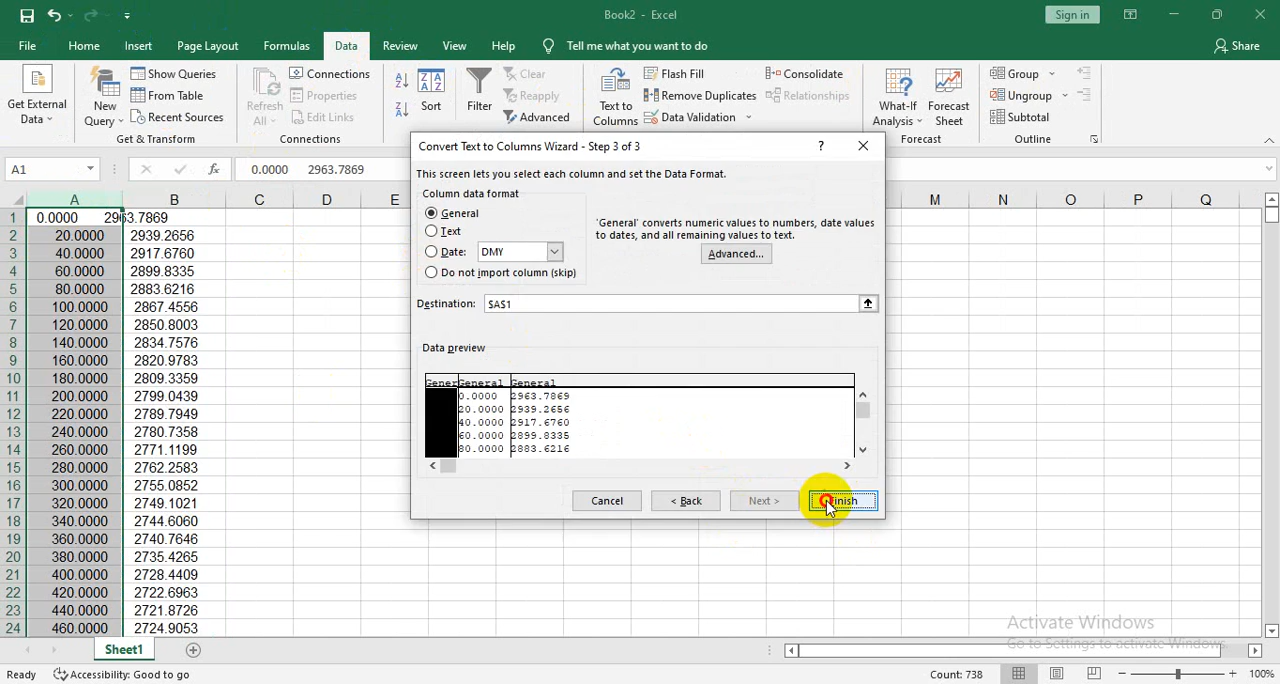 Book2 - Excel
Sign in
File Home Insert Page Layout Formulas Data Review View Help Tell me what you want to do
Share
Get External Data
New Query
Show Queries
From Table
Recent Sources
Get & Transform
Refresh All
Connections
Properties
Edit Links
Connections
Sort
Filter
Clear
Reapply
Advanced
Text to Columns
Flash Fill
Remove Duplicates
Data Validation
Consolidate
Relationships
What-If Analysis
Forecast Sheet
Forecast
Group
Ungroup
Subtotal
Outline
A1 fx 0.0000 2963.7869
Convert Text to Columns Wizard - Step 3 of 3 ?
This screen lets you select each column and set the Data Format.
Column data format
General
Text
Date: DMY
Do not import column (skip)
'General' converts numeric values to numbers, date values
to dates, and all remaining values to text.
Advanced...
Destination: $A$1
Data preview
General General
0.0000 2963.7869
20.0000 2939.2656
40.0000 2917.6760
60.0000 2899.8335
80.0000 2883.6216
Cancel < Back Next > Finish
A B C D E M N O P Q
1 0.0000 2963.7869
2 20.0000 2939.2656
3 40.0000 2917.6760
4 60.0000 2899.8335
5 80.0000 2883.6216
6 100.0000 2867.4556
7 120.0000 2850.8003
8 140.0000 2834.7576
9 160.0000 2820.9783
10 180.0000 2809.3359
11 200.0000 2799.0439
12 220.0000 2789.7949
13 240.0000 2780.7358
14 260.0000 2771.1199
15 280.0000 2762.2583
16 300.0000 2755.0852
17 320.0000 2749.1021
18 340.0000 2744.6060
19 360.0000 2740.7646
20 380.0000 2735.4265
21 400.0000 2728.4409
22 420.0000 2722.6963
23 440.0000 2721.8726
24 460.0000 2724.9053
Activate Windows
Go to Settings to activate Windows.
Sheet1
Ready Accessibility: Good to go Count: 738 100%